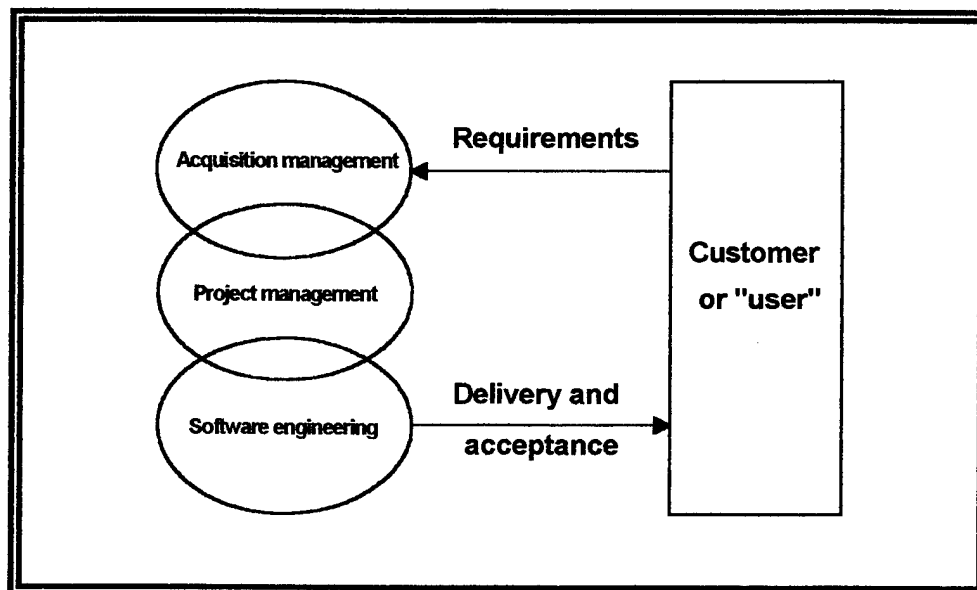 Acquisition management
Requirements
Project management
Customer
or "user"
Software engineering
Delivery and
acceptance